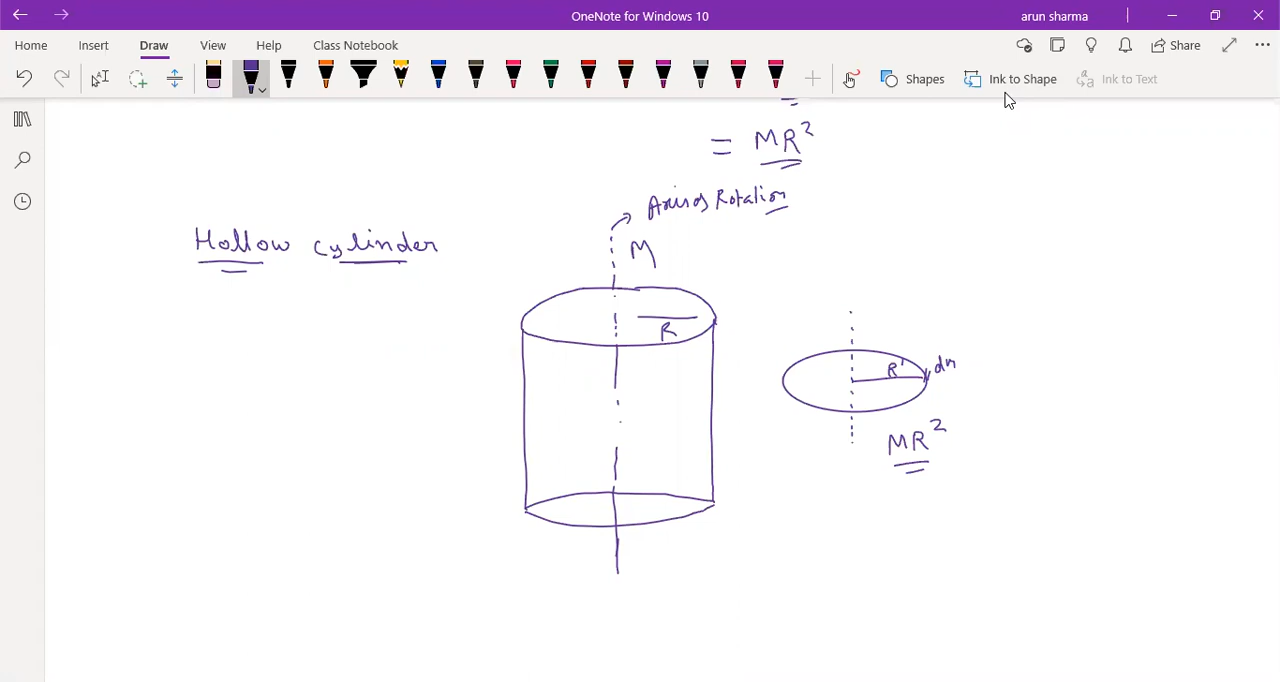 OneNote for Windows 10
arun sharma
Home Insert Draw View Help Class Notebook
Share
Shapes Ink to Shape Ink to Text
= MR²
Axis of Rotation
Hollow cylinder
M
R
R
MR²